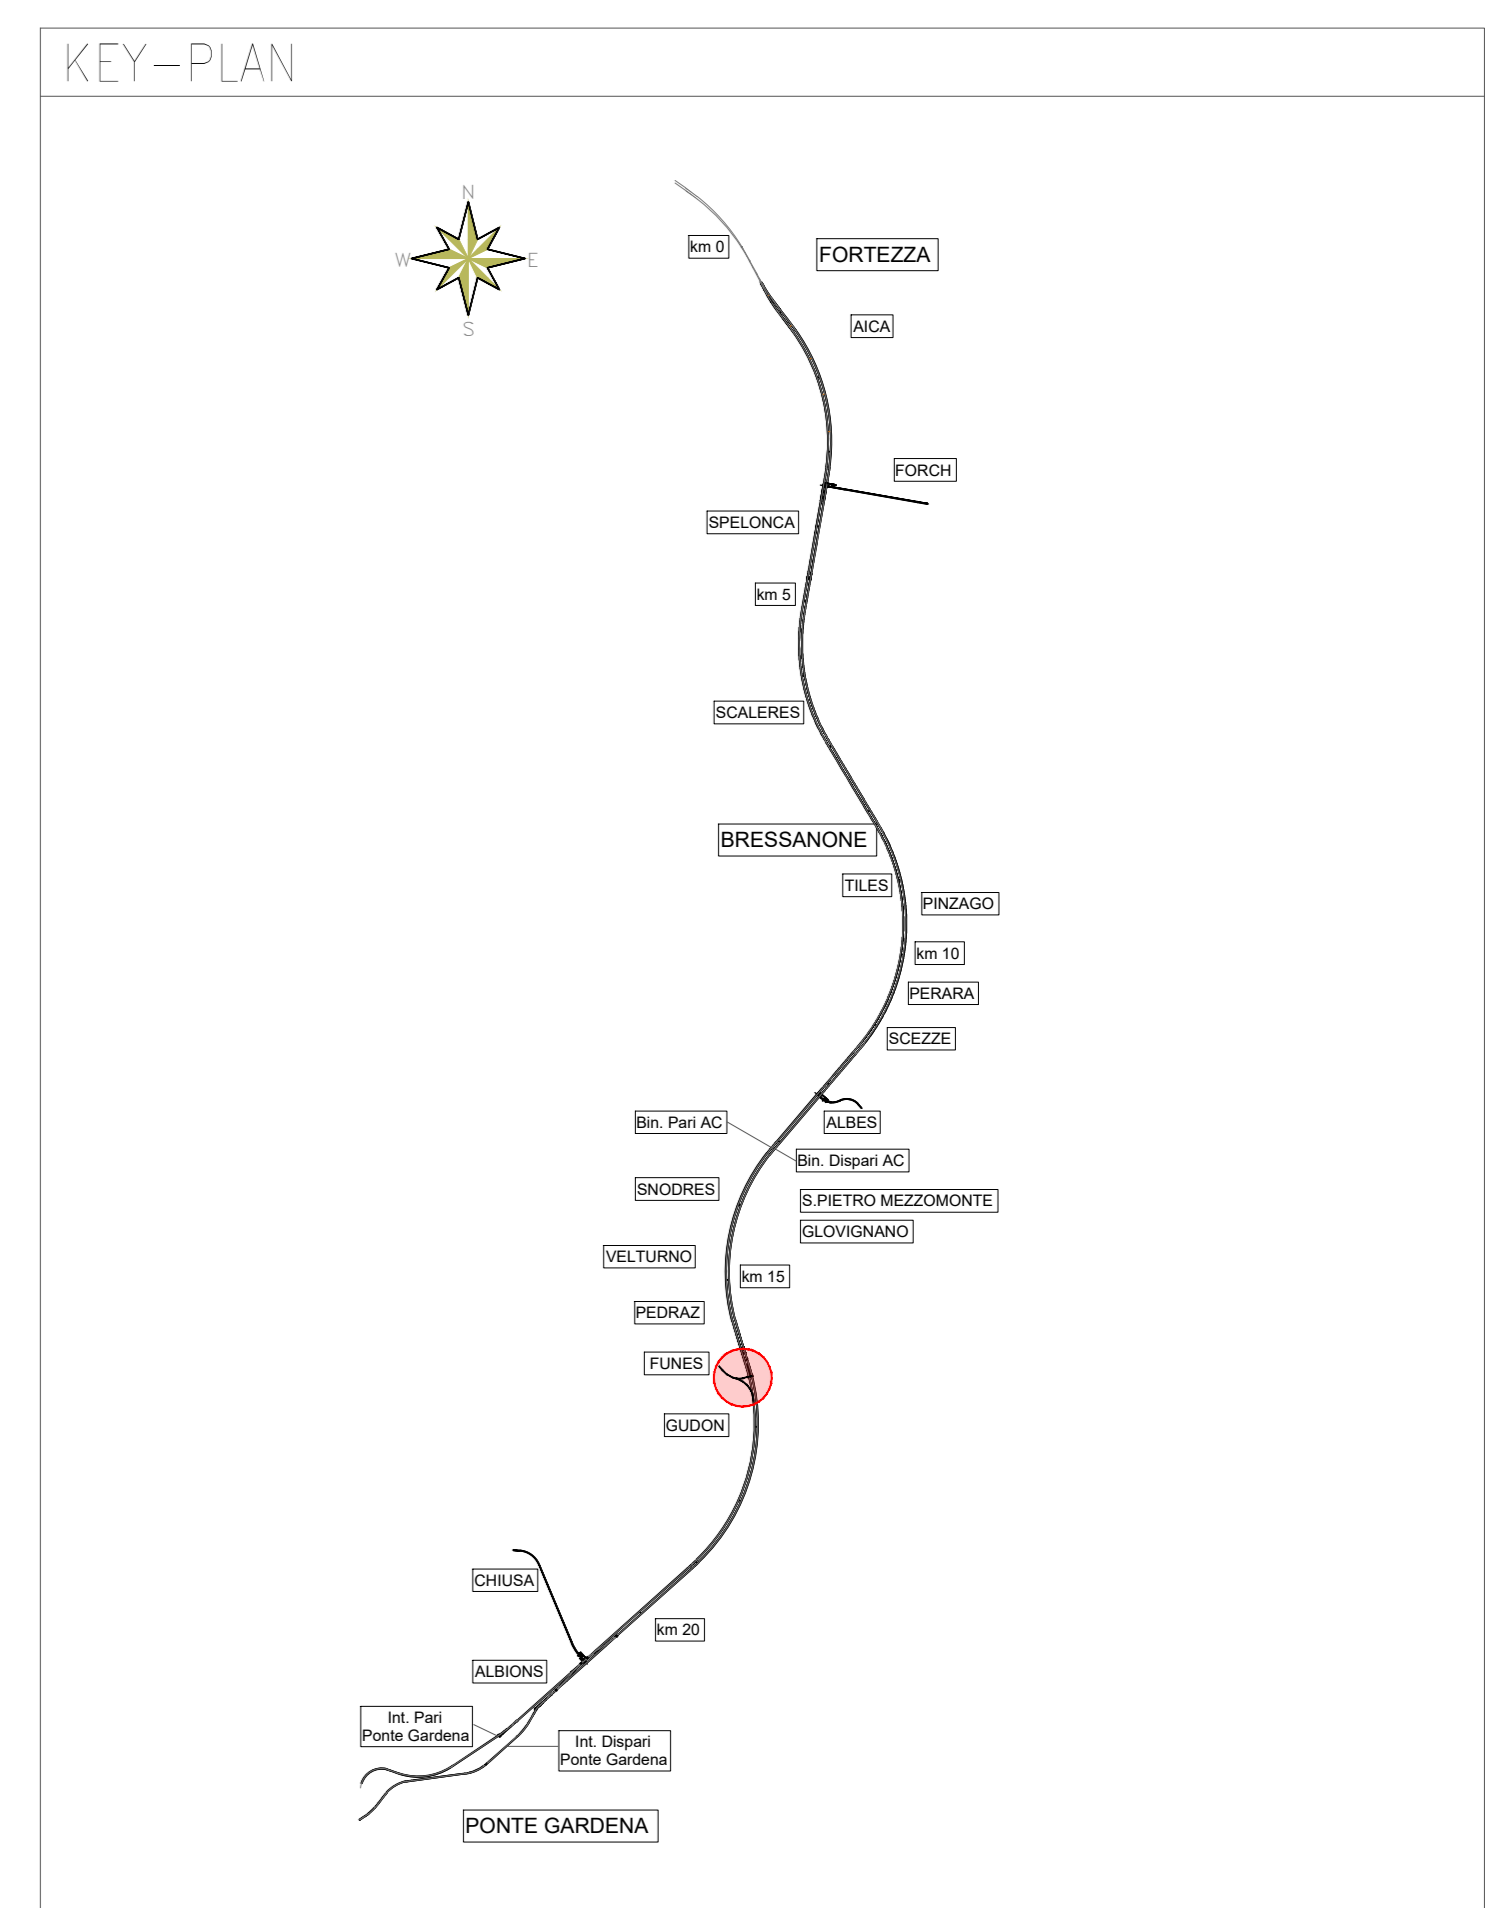 KEY-PLAN
N
W
E
S
km 0
FORTEZZA
AICA
FORCH
SPELONCA
km 5
SCALERES
BRESSANONE
TILES
PINZAGO
km 10
PERARA
SCEZZE
ALBES
Bin. Pari AC
Bin. Dispari AC
SNODRES
S.PIETRO MEZZOMONTE
GLOVIGNANO
VELTURNO
km 15
PEDRAZ
FUNES
GUDON
CHIUSA
km 20
ALBIONS
Int. Pari
Ponte Gardena
Int. Dispari
Ponte Gardena
PONTE GARDENA